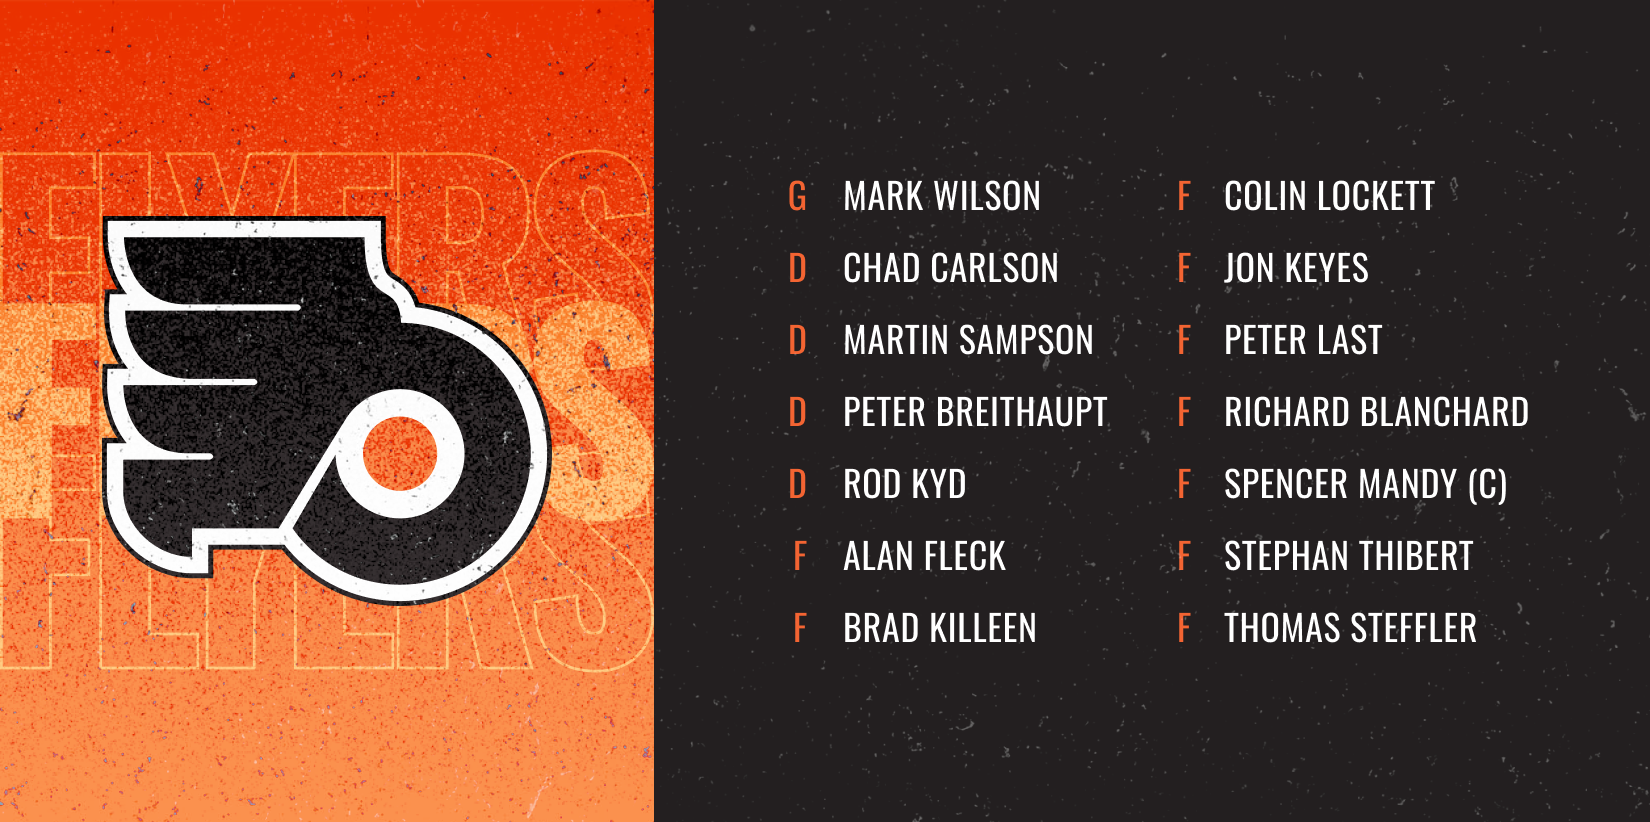 FLYERS
FLYERS
FLYERS
G MARK WILSON
D CHAD CARLSON
D MARTIN SAMPSON
D PETER BREITHAUPT
D ROD KYD
F ALAN FLECK
F BRAD KILLEEN
F COLIN LOCKETT
F JON KEYES
F PETER LAST
F RICHARD BLANCHARD
F SPENCER MANDY (C)
F STEPHAN THIBERT
F THOMAS STEFFLER